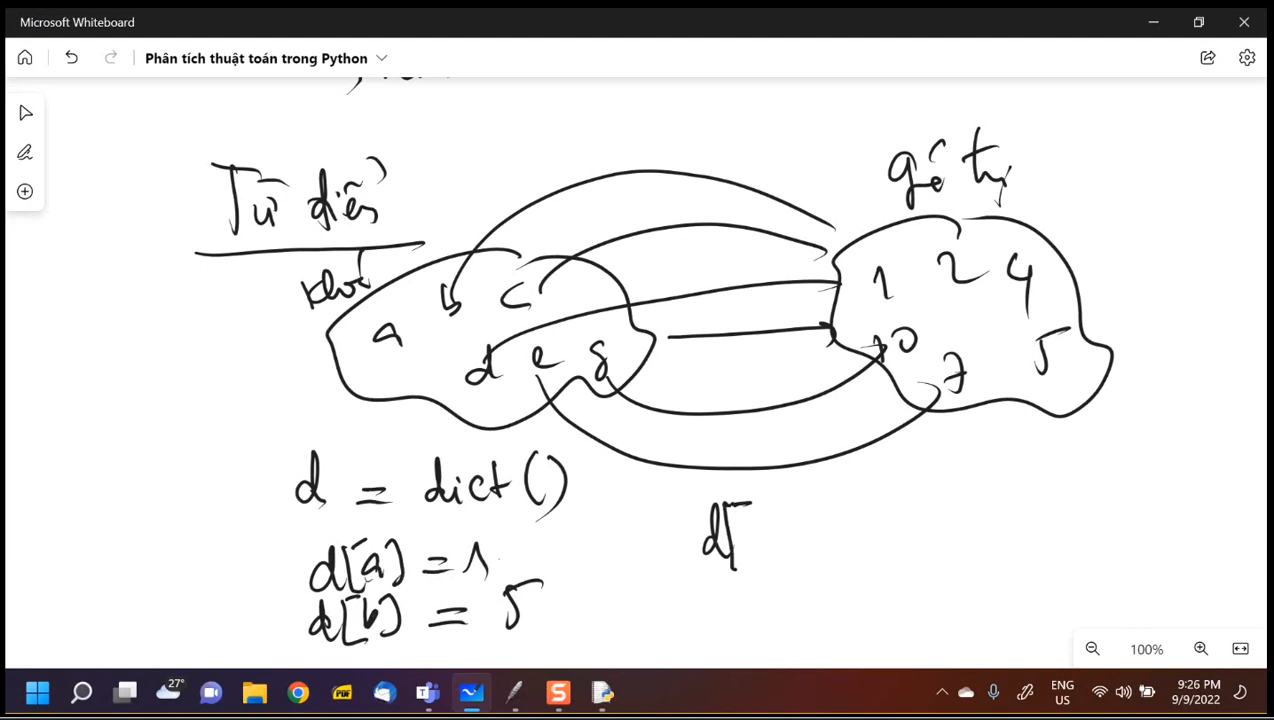 Microsoft Whiteboard
Phân tích thuật toán trong Python
Từ điển
giá trị
khoá
a b c
d e g
1 2 4
10 7 5
d = dict()
d[a] = 1
d[b] = 5
d[
100%
27°
ENG
US
9:26 PM
9/9/2022